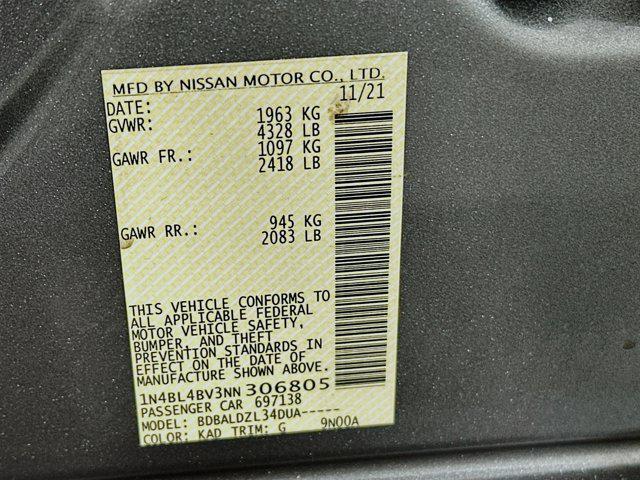 MFD BY NISSAN MOTOR CO., LTD.
DATE: 11/21
GVWR: 1963 KG
4328 LB
GAWR FR.: 1097 KG
2418 LB
GAWR RR.: 945 KG
2083 LB
THIS VEHICLE CONFORMS TO
ALL APPLICABLE FEDERAL
MOTOR VEHICLE SAFETY,
BUMPER, AND THEFT
PREVENTION STANDARDS IN
EFFECT ON THE DATE OF
MANUFACTURE SHOWN ABOVE.
1N4BL4BV3NN306805
PASSENGER CAR 697138
MODEL: BDBALDZL34DUA-----
COLOR: KAD TRIM: G 9N00A